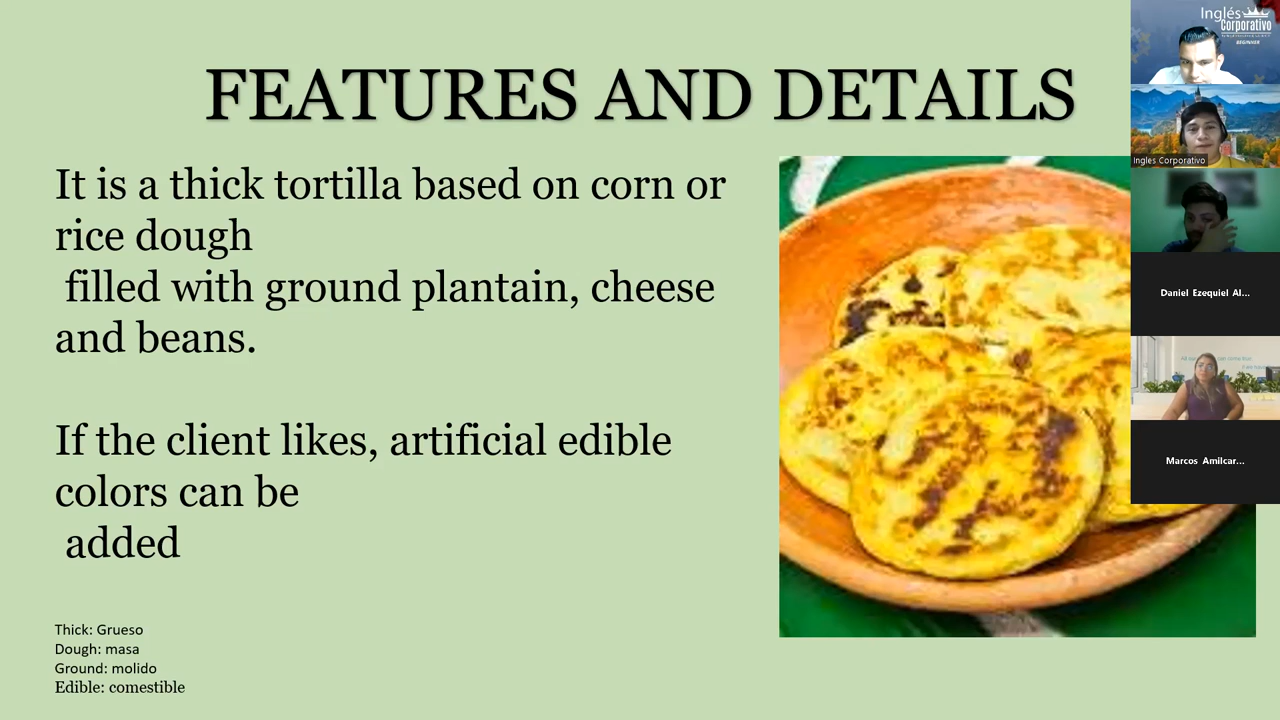 FEATURES AND DETAILS
It is a thick tortilla based on corn or
rice dough
filled with ground plantain, cheese
and beans.
If the client likes, artificial edible
colors can be
added
Thick: Grueso
Dough: masa
Ground: molido
Edible: comestible
Inglés
Corporativo
BEGINNER
Ingles Corporativo
Daniel Ezequiel Al...
Marcos Amilcar...